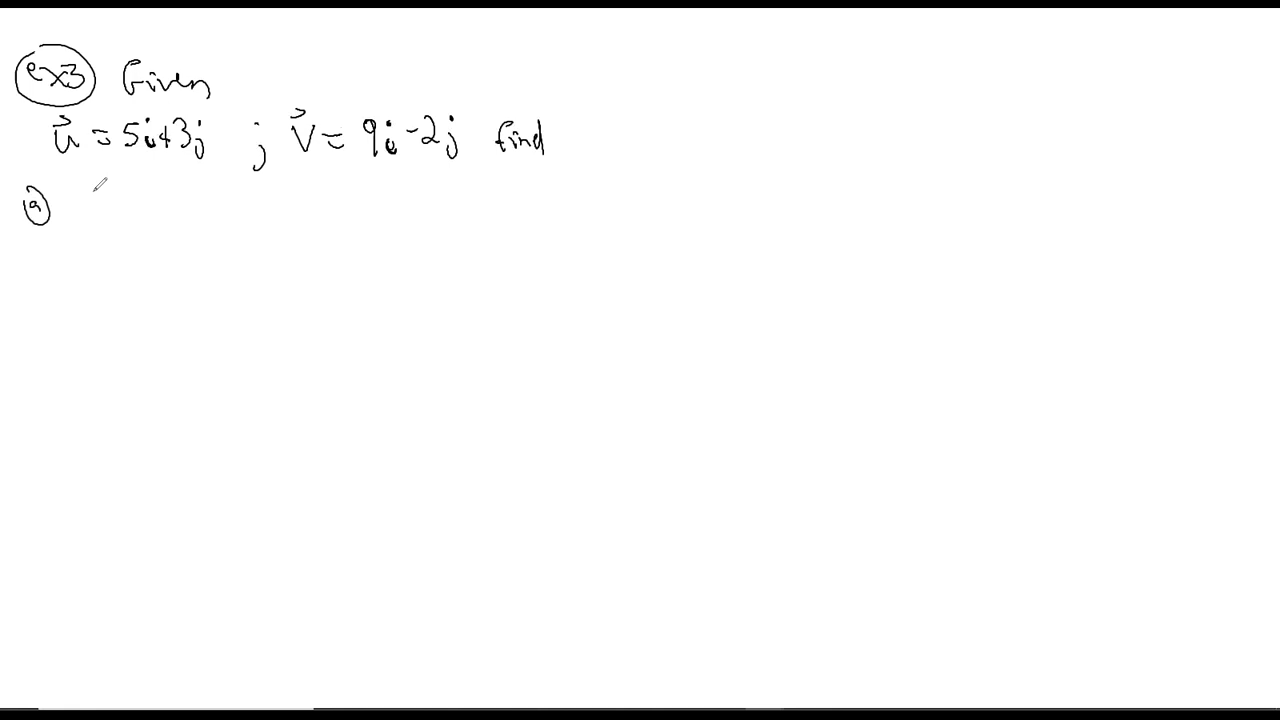 ex3 Given
u⃗ = 5i+3j ; v⃗ = 9i-2j find
a